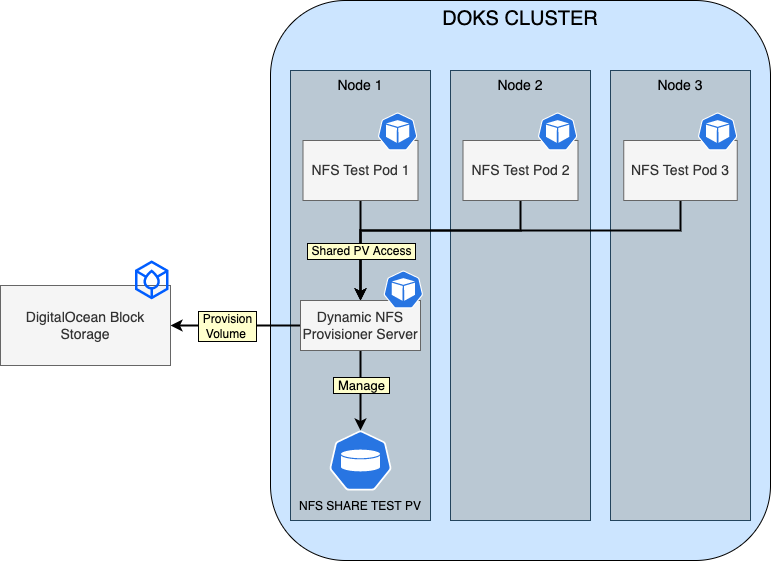 DOKS CLUSTER
Node 1
Node 2
Node 3
NFS Test Pod 1
NFS Test Pod 2
NFS Test Pod 3
Shared PV Access
DigitalOcean Block
Storage
Provision
Volume
Dynamic NFS
Provisioner Server
Manage
NFS SHARE TEST PV